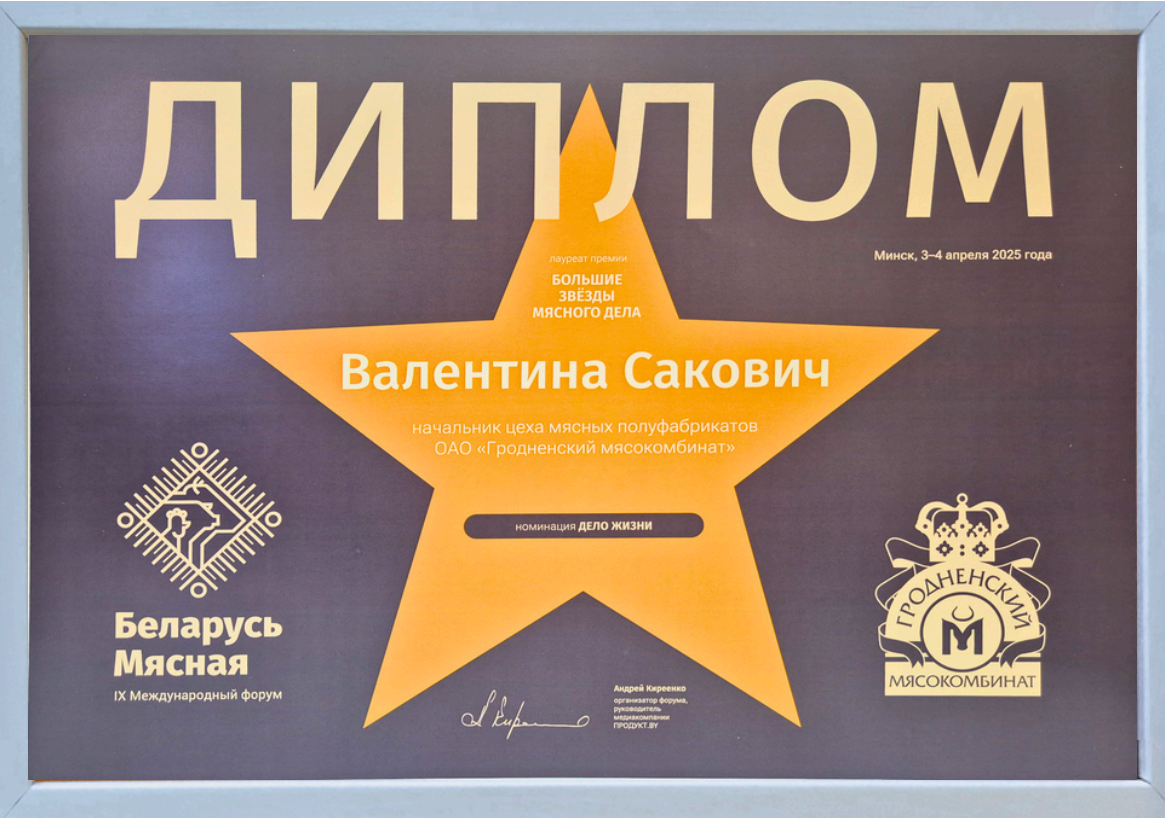 ДИПЛОМ
Минск, 3–4 апреля 2025 года
лауреат премии
БОЛЬШИЕ
ЗВЁЗДЫ
МЯСНОГО ДЕЛА
Валентина Сакович
начальник цеха мясных полуфабрикатов
ОАО «Гродненский мясокомбинат»
номинация ДЕЛО ЖИЗНИ
Беларусь
Мясная
IX Международный форум
ГРОДНЕНСКИЙ
М
МЯСОКОМБИНАТ
Андрей Киреенко
организатор форума,
руководитель
медиакомпании
ПРОДУКТ.BY